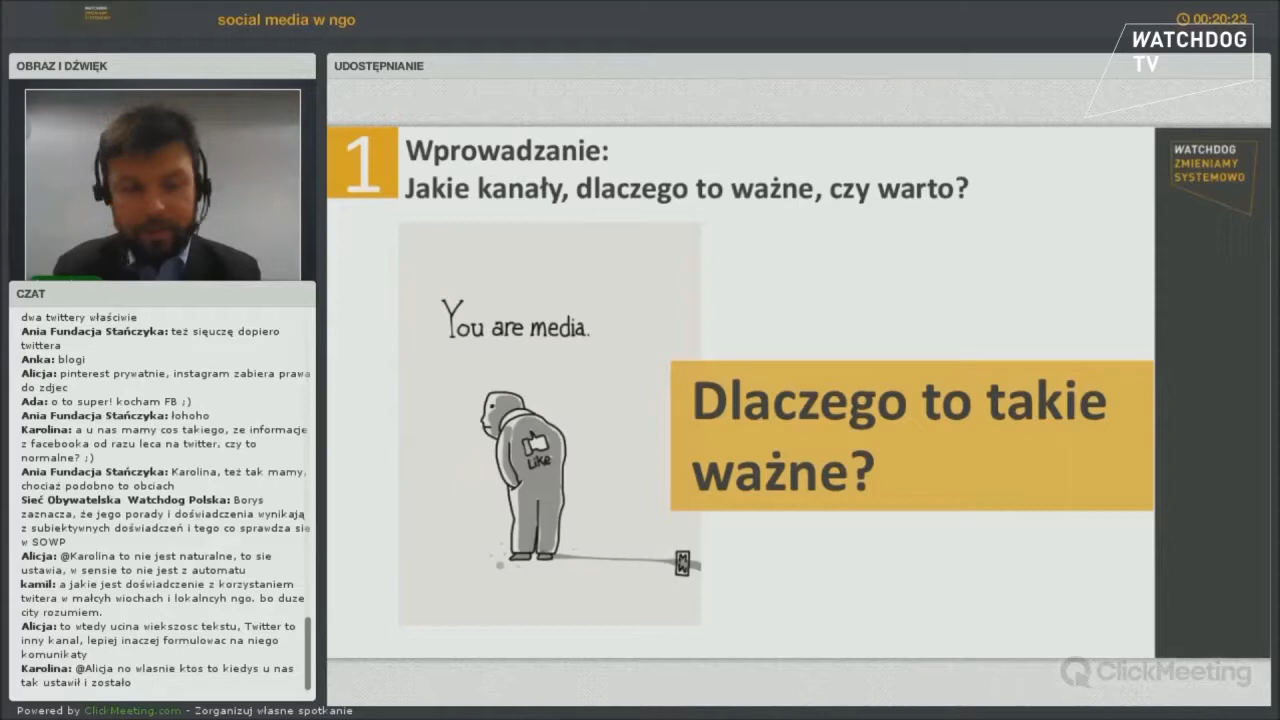 WATCHDOG
ZMIENIAMY
SYSTEMOWO
social media w ngo
00:20:23
WATCHDOG
TV
OBRAZ I DŹWIĘK
UDOSTĘPNIANIE
1
Wprowadzanie:
Jakie kanały, dlaczego to ważne, czy warto?
WATCHDOG
ZMIENIAMY
SYSTEMOWO
You are media.
Like
MW
Dlaczego to takie
ważne?
CZAT
dwa twittery właściwie
Ania Fundacja Stańczyka: też sięuczę dopiero
twittera
Anka: blogi
Alicja: pinterest prywatnie, instagram zabiera prawa
do zdjec
Ada: o to super! kocham FB ;)
Ania Fundacja Stańczyka: łohoho
Karolina: a u nas mamy cos takiego, ze informacje
z facebooka od razu leca na twitter, czy to
normalne? ;)
Ania Fundacja Stańczyka: Karolina, też tak mamy,
chociaż podobno to obciach
Sieć Obywatelska Watchdog Polska: Borys
zaznacza, że jego porady i doświadczenia wynikają
z subiektywnych doświadczeń i tego co sprawdza się
w SOWP
Alicja: @Karolina to nie jest naturalne, to sie
ustawia, w sensie to nie jest z automatu
kamil: a jakie jest doświadczenie z korzystaniem
twitera w małcyh wiochach i lokalncyh ngo. bo duze
city rozumiem.
Alicja: to wtedy ucina wiekszosc tekstu, Twitter to
inny kanal, lepiej inaczej formulowac na niego
komunikaty
Karolina: @Alicja no wlasnie ktos to kiedys u nas
tak ustawił i zostało
ClickMeeting
Powered by ClickMeeting.com - Zorganizuj własne spotkanie